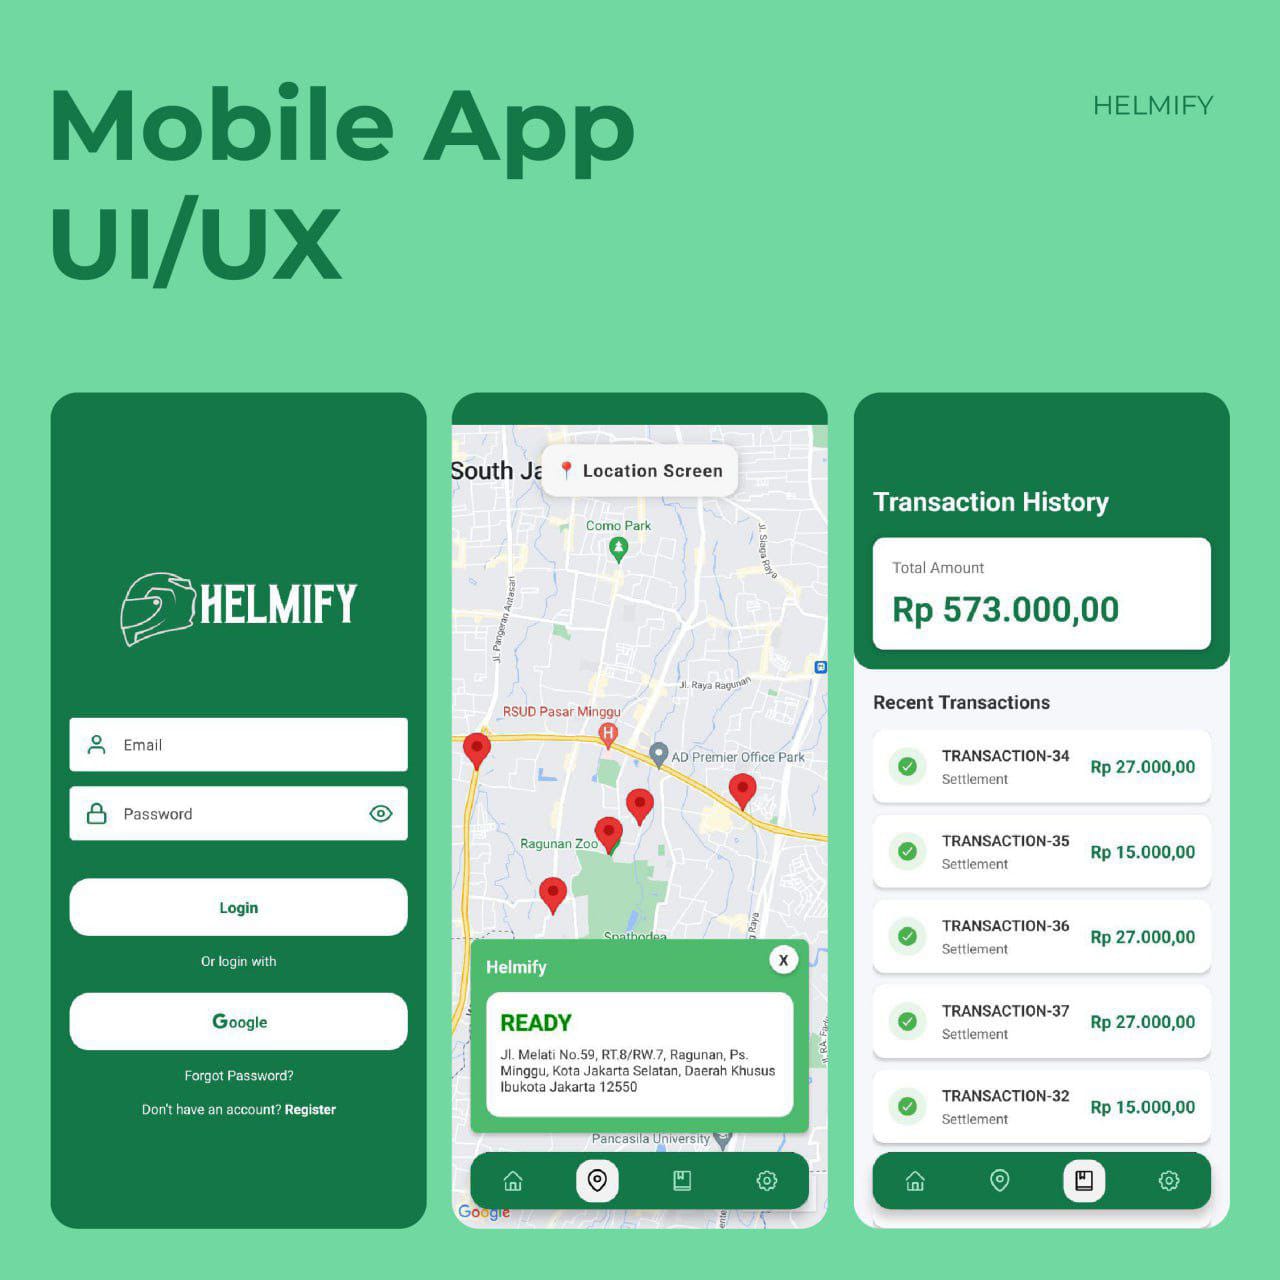 Mobile App
UI/UX
HELMIFY
HELMIFY
Email
Password
Login
Or login with
Google
Forgot Password?
Don't have an account? Register
South Ja
📍 Location Screen
Como Park
Jl. Siaga Raya
Jl. Pangeran Antasari
Jl. Raya Ragunan
RSUD Pasar Minggu
H
AD Premier Office Park
Ragunan Zoo
Spathodea
g Raya
Helmify
X
READY
Jl. Melati No.59, RT.8/RW.7, Ragunan, Ps.
Minggu, Kota Jakarta Selatan, Daerah Khusus
Ibukota Jakarta 12550
Pancasila University
Google
Transaction History
Total Amount
Rp 573.000,00
Recent Transactions
TRANSACTION-34
Settlement
Rp 27.000,00
TRANSACTION-35
Settlement
Rp 15.000,00
TRANSACTION-36
Settlement
Rp 27.000,00
TRANSACTION-37
Settlement
Rp 27.000,00
TRANSACTION-32
Settlement
Rp 15.000,00